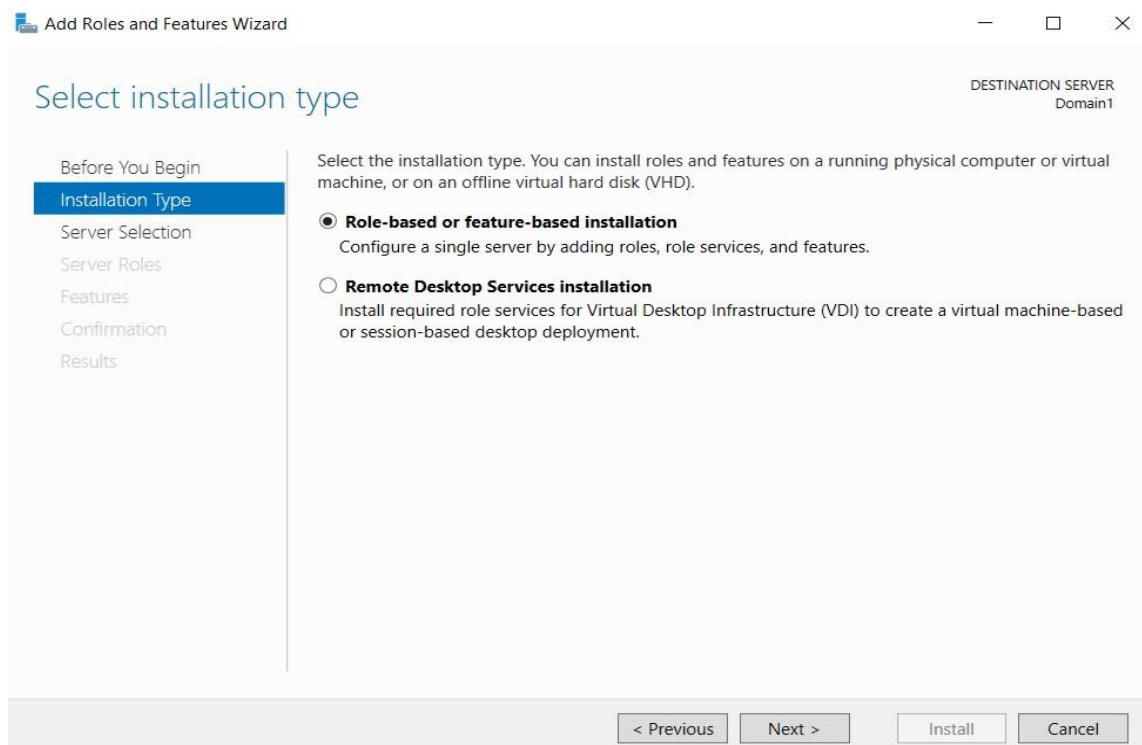 Add Roles and Features Wizard
Select installation type
DESTINATION SERVER
Domain1
Before You Begin
Installation Type
Server Selection
Server Roles
Features
Confirmation
Results
Select the installation type. You can install roles and features on a running physical computer or virtual
machine, or on an offline virtual hard disk (VHD).
Role-based or feature-based installation
Configure a single server by adding roles, role services, and features.
Remote Desktop Services installation
Install required role services for Virtual Desktop Infrastructure (VDI) to create a virtual machine-based
or session-based desktop deployment.
< Previous
Next >
Install
Cancel